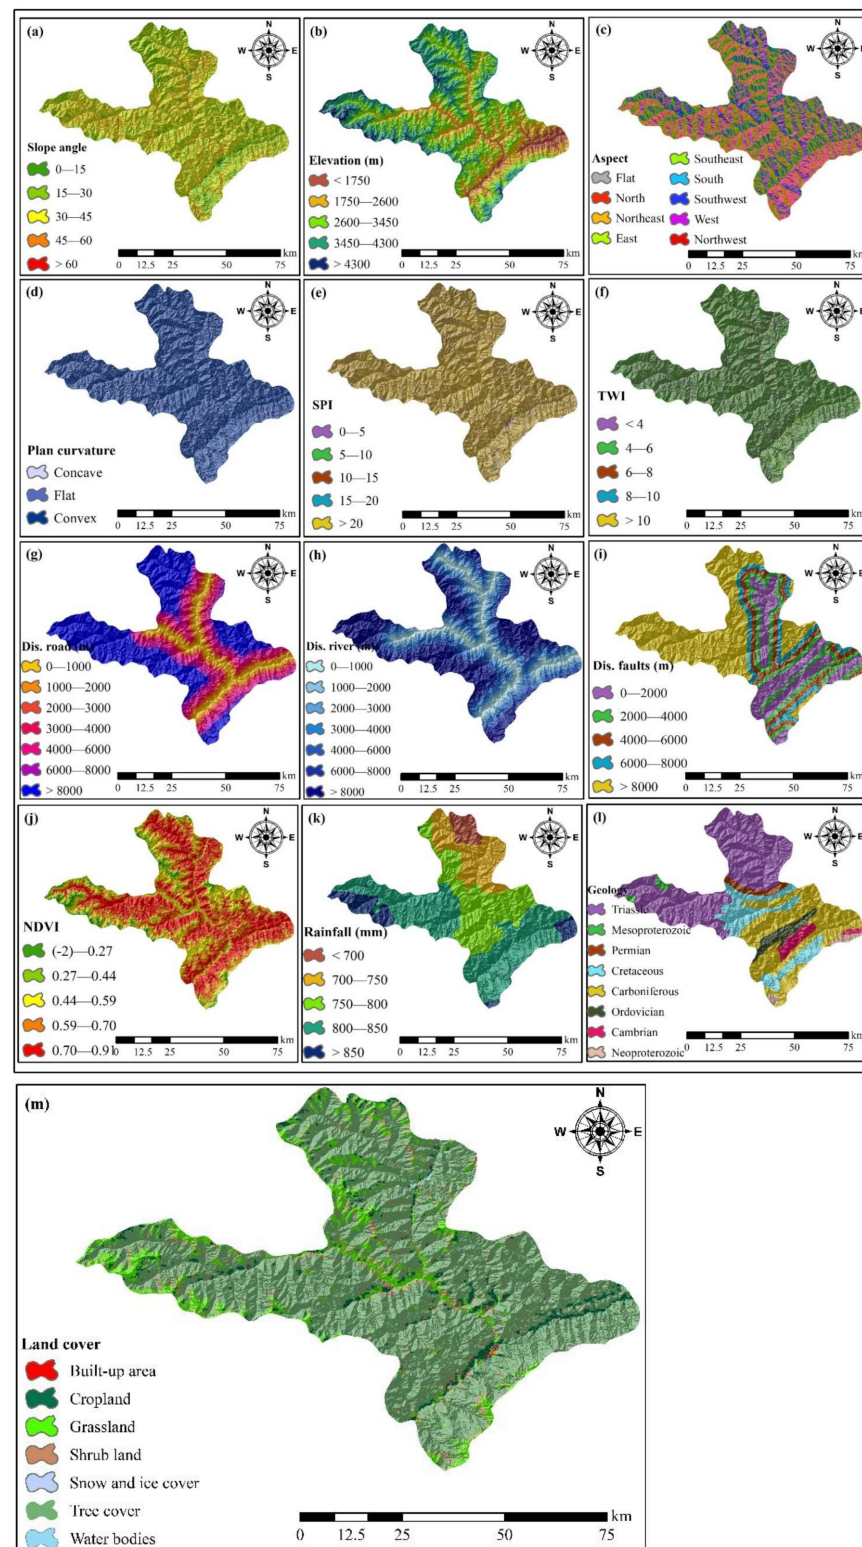 (a)
N
W E
S
Slope angle
0—15
15—30
30—45
45—60
> 60
km
0 12.5 25 50 75
(b)
N
W E
S
Elevation (m)
< 1750
1750—2600
2600—3450
3450—4300
> 4300
km
0 12.5 25 50 75
(c)
N
W E
S
Aspect
Flat
North
Northeast
East
Southeast
South
Southwest
West
Northwest
km
0 12.5 25 50 75
(d)
N
W E
S
Plan curvature
Concave
Flat
Convex
km
0 12.5 25 50 75
(e)
N
W E
S
SPI
0—5
5—10
10—15
15—20
> 20
km
0 12.5 25 50 75
(f)
N
W E
S
TWI
< 4
4—6
6—8
8—10
> 10
km
0 12.5 25 50 75
(g)
N
W E
S
Dis. road (m)
0—1000
1000—2000
2000—3000
3000—4000
4000—6000
6000—8000
> 8000
km
0 12.5 25 50 75
(h)
N
W E
S
Dis. river (m)
0—1000
1000—2000
2000—3000
3000—4000
4000—6000
6000—8000
> 8000
km
0 12.5 25 50 75
(i)
N
W E
S
Dis. faults (m)
0—2000
2000—4000
4000—6000
6000—8000
> 8000
km
0 12.5 25 50 75
(j)
N
W E
S
NDVI
(-2)—0.27
0.27—0.44
0.44—0.59
0.59—0.70
0.70—0.91
km
0 12.5 25 50 75
(k)
N
W E
S
Rainfall (mm)
< 700
700—750
750—800
800—850
> 850
km
0 12.5 25 50 75
(l)
N
W E
S
Geology
Triassic
Mesoproterozoic
Permian
Cretaceous
Carboniferous
Ordovician
Cambrian
Neoproterozoic
km
0 12.5 25 50 75
(m)
N
W E
S
Land cover
Built-up area
Cropland
Grassland
Shrub land
Snow and ice cover
Tree cover
Water bodies
km
0 12.5 25 50 75